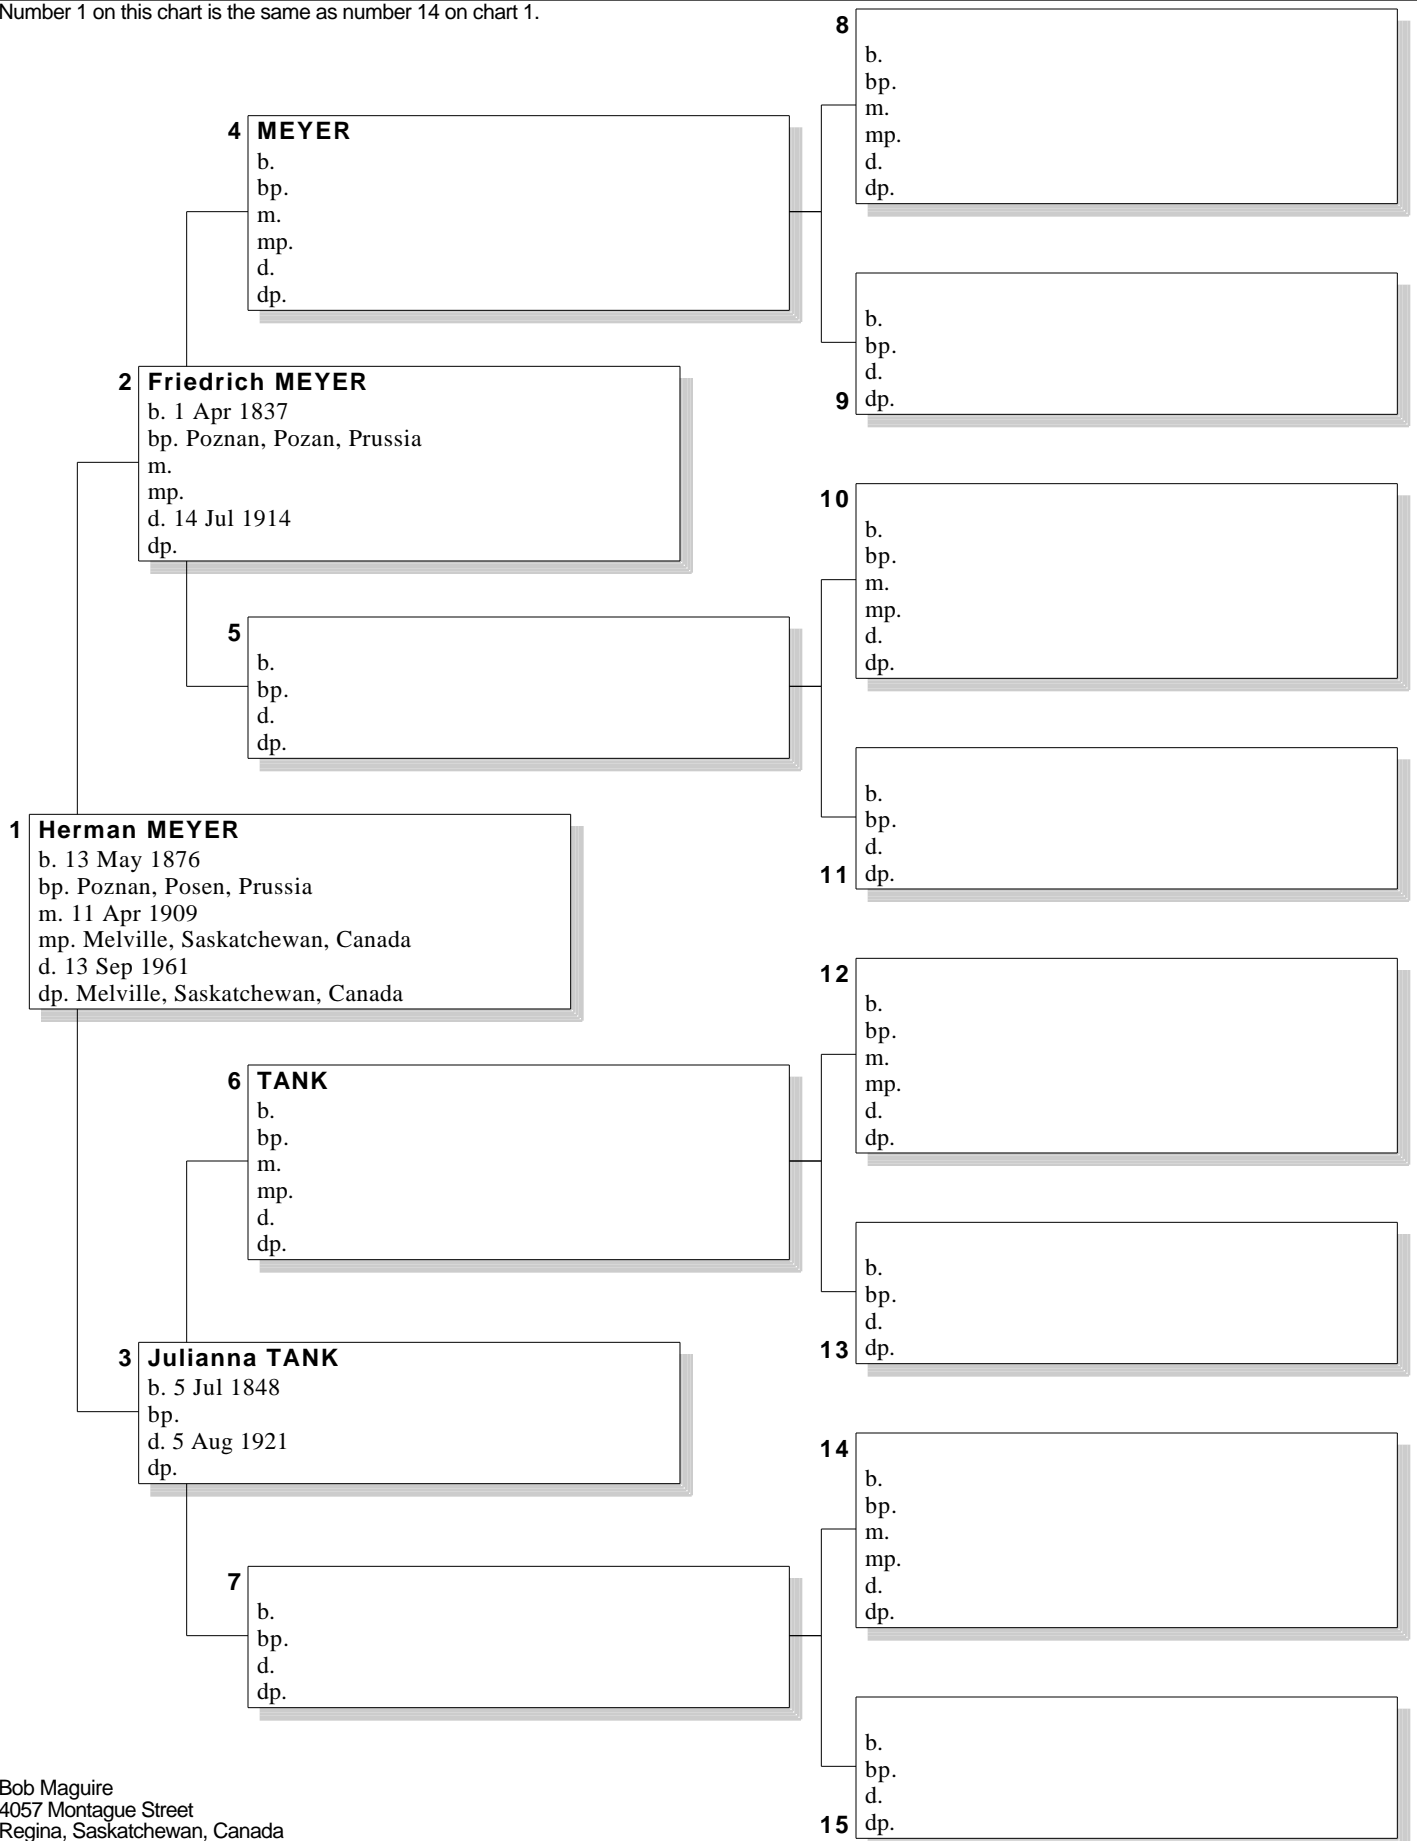 Number 1 on this chart is the same as number 14 on chart 1.
8
b.
bp.
m.
mp.
d.
dp.
4 MEYER
b.
bp.
m.
mp.
d.
dp.
b.
bp.
d.
9 dp.
2 Friedrich MEYER
b. 1 Apr 1837
bp. Poznan, Pozan, Prussia
m.
mp.
d. 14 Jul 1914
dp.
10
b.
bp.
m.
mp.
d.
dp.
5
b.
bp.
d.
dp.
b.
bp.
d.
11 dp.
1 Herman MEYER
b. 13 May 1876
bp. Poznan, Posen, Prussia
m. 11 Apr 1909
mp. Melville, Saskatchewan, Canada
d. 13 Sep 1961
dp. Melville, Saskatchewan, Canada
12
b.
bp.
m.
mp.
d.
dp.
6 TANK
b.
bp.
m.
mp.
d.
dp.
b.
bp.
d.
13 dp.
3 Julianna TANK
b. 5 Jul 1848
bp.
d. 5 Aug 1921
dp.
14
b.
bp.
m.
mp.
d.
dp.
7
b.
bp.
d.
dp.
b.
bp.
d.
15 dp.
Bob Maguire
4057 Montague Street
Regina, Saskatchewan, Canada